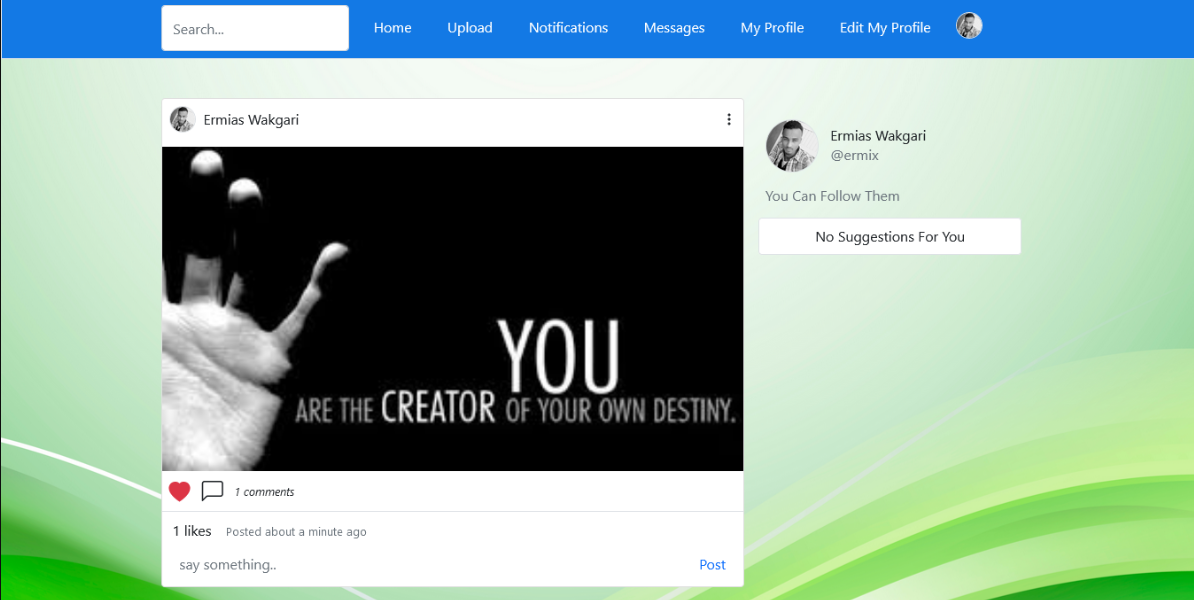 Search...
Home
Upload
Notifications
Messages
My Profile
Edit My Profile
Ermias Wakgari
YOU
ARE THE CREATOR OF YOUR OWN DESTINY.
1 comments
1 likes
Posted about a minute ago
say something..
Post
Ermias Wakgari
@ermix
You Can Follow Them
No Suggestions For You